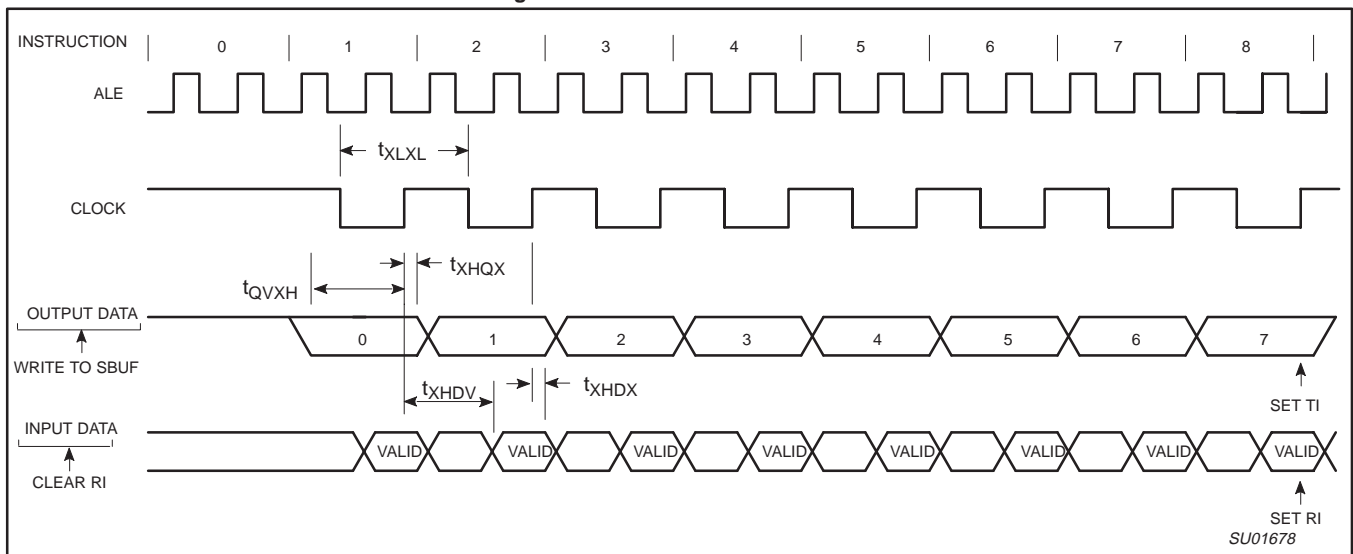 INSTRUCTION 0 1 2 3 4 5 6 7 8
ALE
tXLXL
CLOCK
tXHQX
tQVXH
OUTPUT DATA 0 1 2 3 4 5 6 7
WRITE TO SBUF
tXHDV tXHDX
SET TI
INPUT DATA VALID VALID VALID VALID VALID VALID VALID VALID
CLEAR RI
SET RI
SU01678